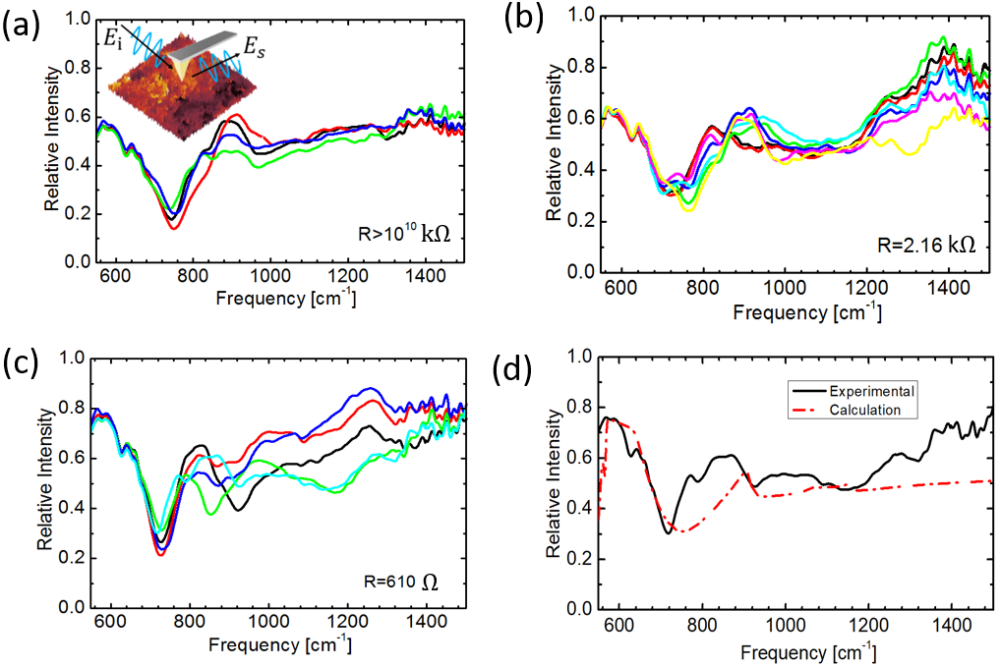 (a)
1.0
0.8
0.6
0.4
0.2
0.0
Relative Intensity
Ei
Es
R>10¹⁰ kΩ
600 800 1000 1200 1400
Frequency [cm⁻¹]
(b)
1.0
0.8
0.6
0.4
0.2
0.0
Relative Intensity
R=2.16 kΩ
600 800 1000 1200 1400
Frequency [cm⁻¹]
(c)
1.0
0.8
0.6
0.4
0.2
0.0
Relative Intensity
R=610 Ω
600 800 1000 1200 1400
Frequency [cm⁻¹]
(d)
1.0
0.8
0.6
0.4
0.2
0.0
Relative Intensity
Experimental
Calculation
600 800 1000 1200 1400
Frequency [cm⁻¹]